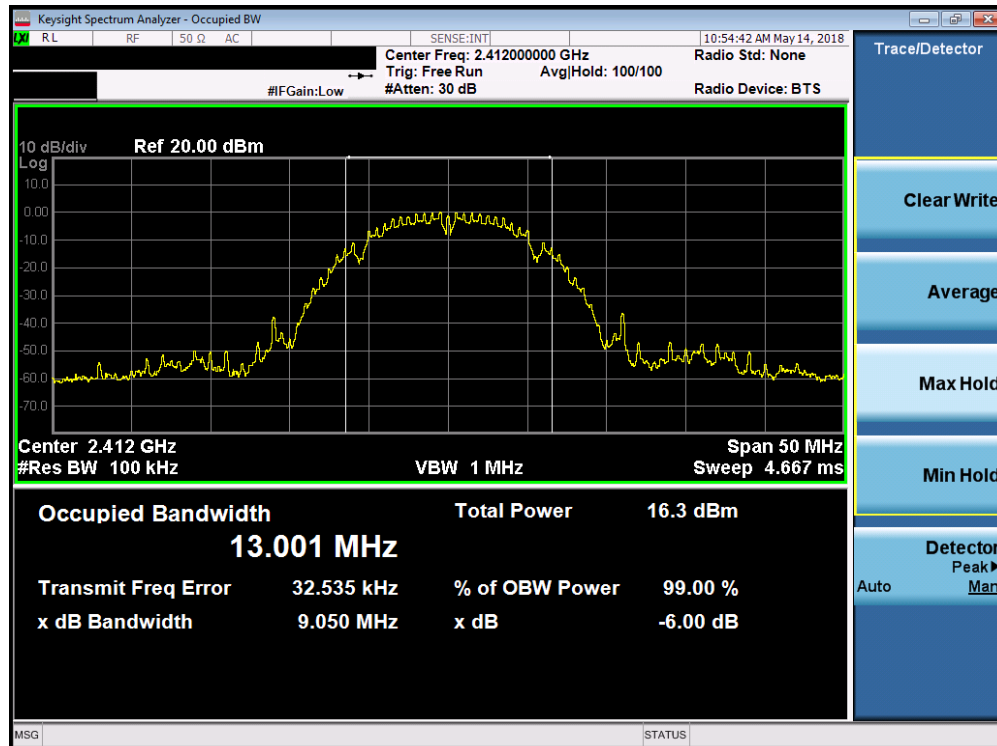 Keysight Spectrum Analyzer - Occupied BW
LXI RL RF 50 Ω AC SENSE:INT 10:54:42 AM May 14, 2018
Center Freq: 2.412000000 GHz Radio Std: None
Trig: Free Run Avg|Hold: 100/100
#IFGain:Low #Atten: 30 dB Radio Device: BTS
Trace/Detector
10 dB/div Ref 20.00 dBm
Log
10.0
0.00
-10.0
-20.0
-30.0
-40.0
-50.0
-60.0
-70.0
Center 2.412 GHz Span 50 MHz
#Res BW 100 kHz VBW 1 MHz Sweep 4.667 ms
Occupied Bandwidth Total Power 16.3 dBm
13.001 MHz
Transmit Freq Error 32.535 kHz % of OBW Power 99.00 %
x dB Bandwidth 9.050 MHz x dB -6.00 dB
Clear Write
Average
Max Hold
Min Hold
Detector
Peak▶
Auto Man
MSG STATUS